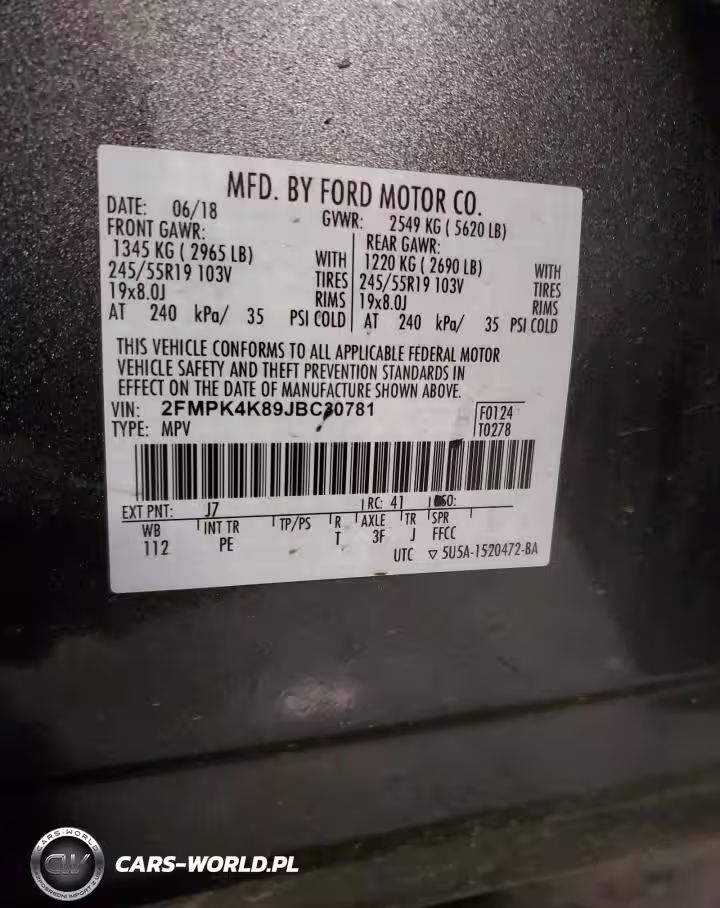 MFD. BY FORD MOTOR CO.
DATE: 06/18 GVWR: 2549 KG ( 5620 LB)
FRONT GAWR: REAR GAWR:
1345 KG ( 2965 LB) WITH 1220 KG ( 2690 LB) WITH
245/55R19 103V TIRES 245/55R19 103V TIRES
19x8.0J RIMS 19x8.0J RIMS
AT 240 kPa/ 35 PSI COLD AT 240 kPa/ 35 PSI COLD
THIS VEHICLE CONFORMS TO ALL APPLICABLE FEDERAL MOTOR
VEHICLE SAFETY AND THEFT PREVENTION STANDARDS IN
EFFECT ON THE DATE OF MANUFACTURE SHOWN ABOVE.
VIN: 2FMPK4K89JBC30781 F0124
TYPE: MPV T0278
EXT PNT: J7 RC: 41
WB INT TR TP/PS R AXLE TR SPR
112 PE T 3F J FFCC
UTC ▽ 5U5A-1520472-BA
CARS-WORLD
CW
CARS-WORLD.PL